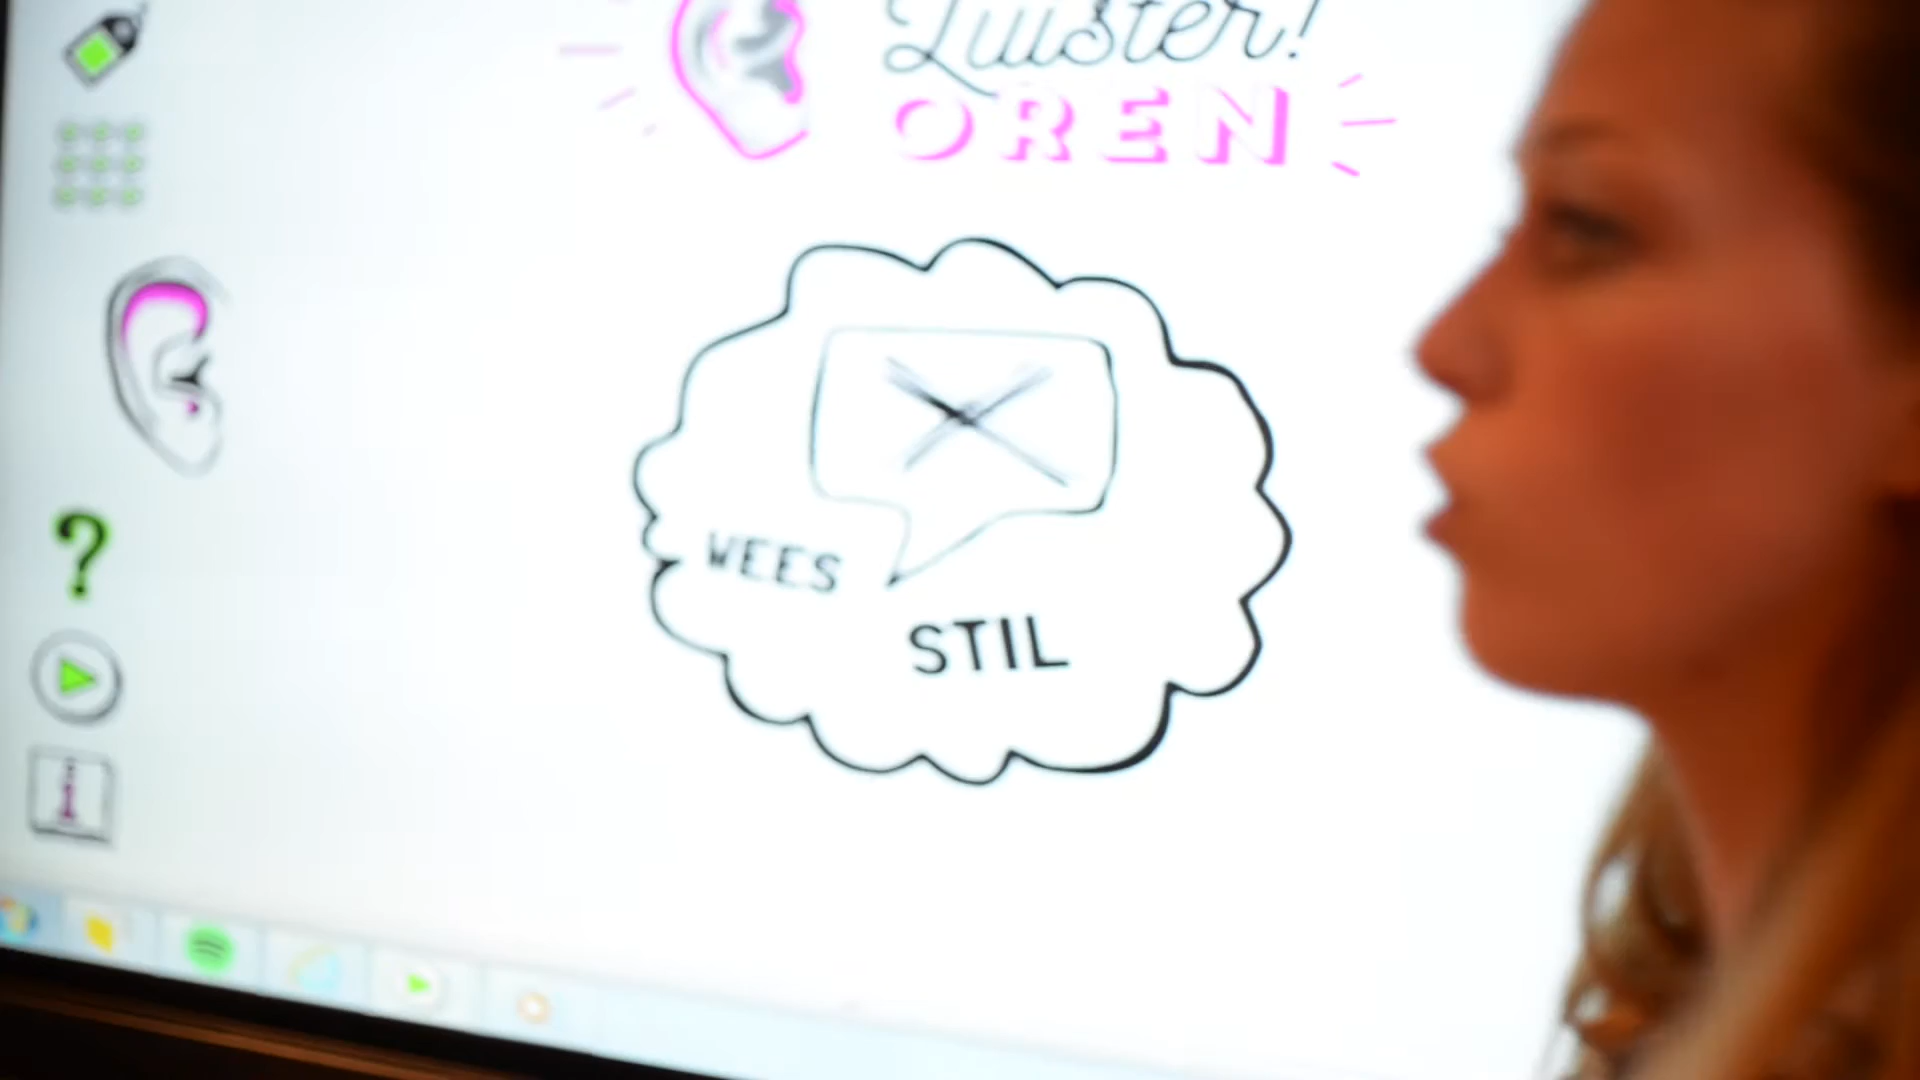 Luister!
OREN
WEES
STIL
?
i